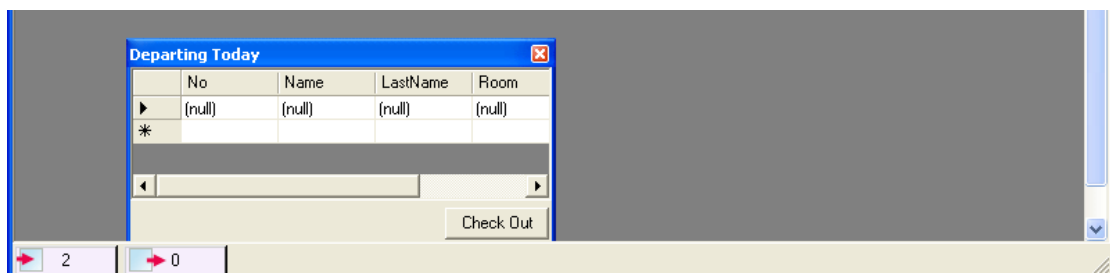 Departing Today
No Name LastName Room
(null) (null) (null) (null)
Check Out
2 0